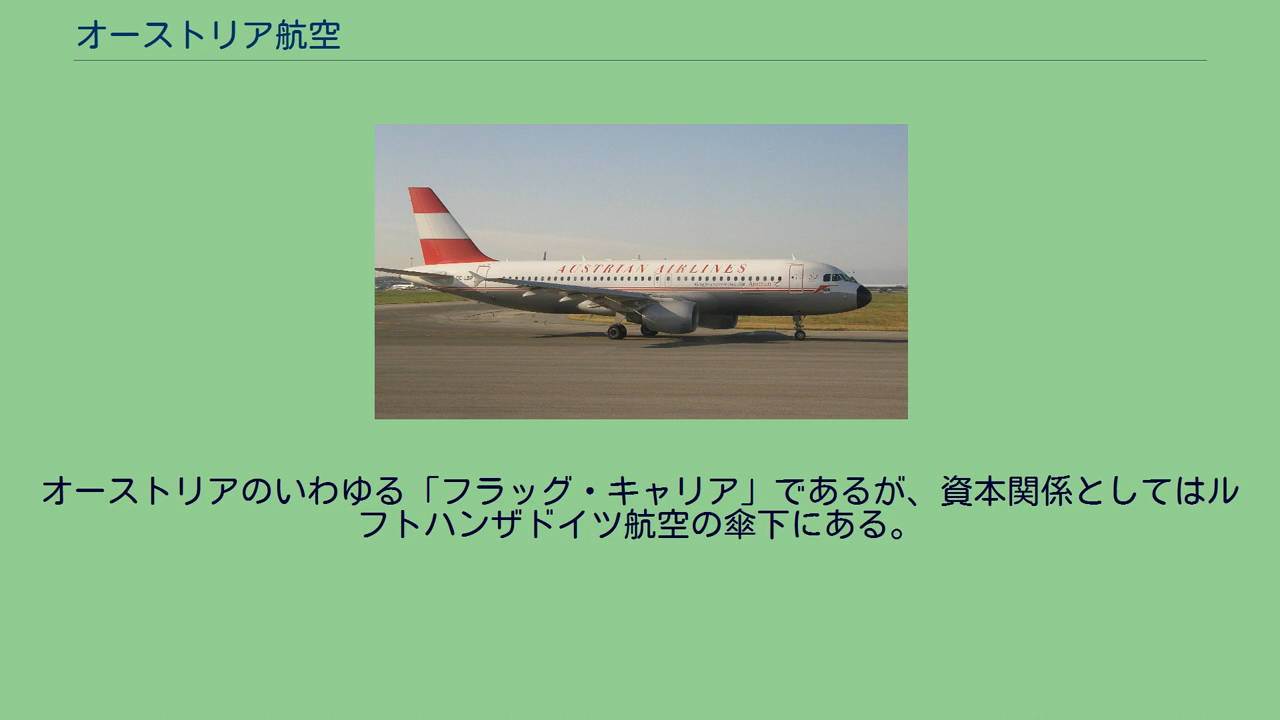 オーストリア航空
AUSTRIAN AIRLINES
オーストリアのいわゆる「フラッグ・キャリア」であるが、資本関係としてはル
フトハンザドイツ航空の傘下にある。